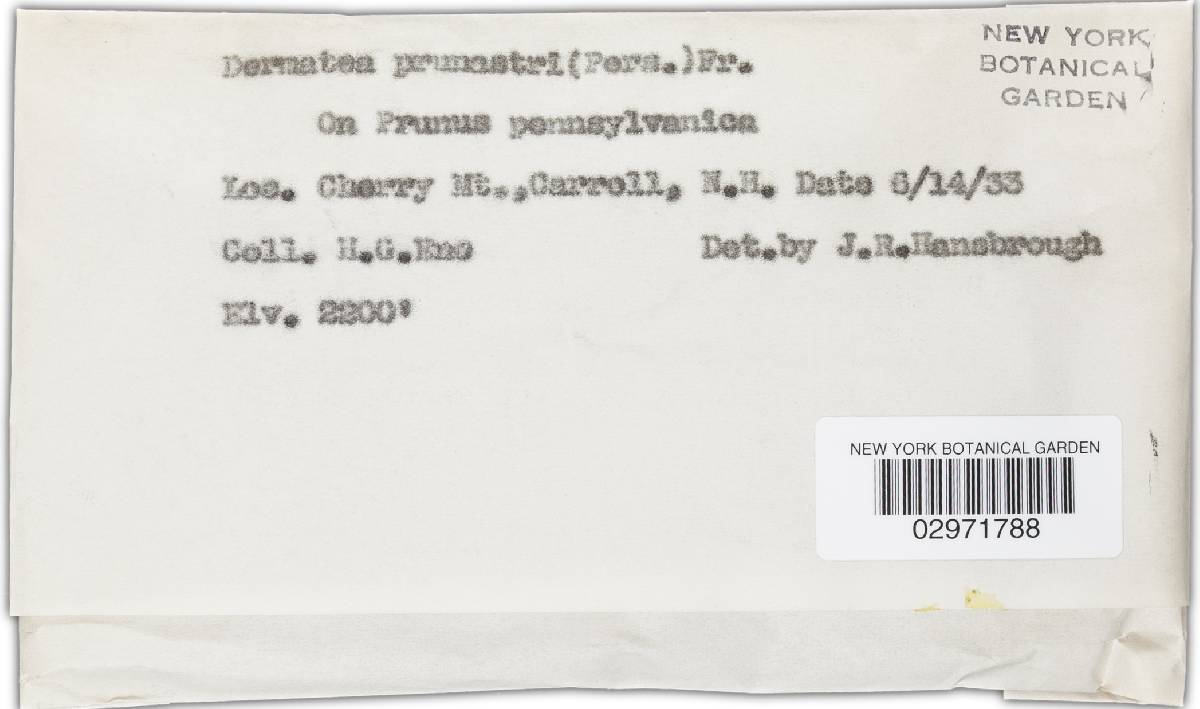 NEW YORK
BOTANICAL
GARDEN
Dermatea prunastri(Pers.)Fr.
On Prunus pennsylvanica
Loc. Cherry Mt.,Carroll, N.H. Date 6/14/33
Coll. H.G.Eno Det.by J.R.Hansbrough
Elv. 2200'
NEW YORK BOTANICAL GARDEN
02971788